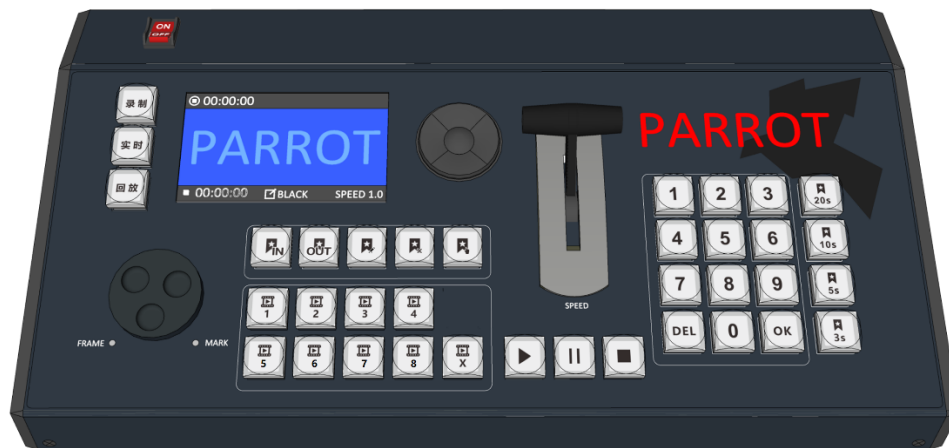 ON
OFF
录制
00:00:00
PARROT
PARROT
实时
回放
00:00:00 BLACK SPEED 1.0
1 2 3 20s
4 5 6 10s
7 8 9 5s
DEL 0 OK 3s
IN OUT
1 2 3 4
SPEED
FRAME MARK
5 6 7 8 X